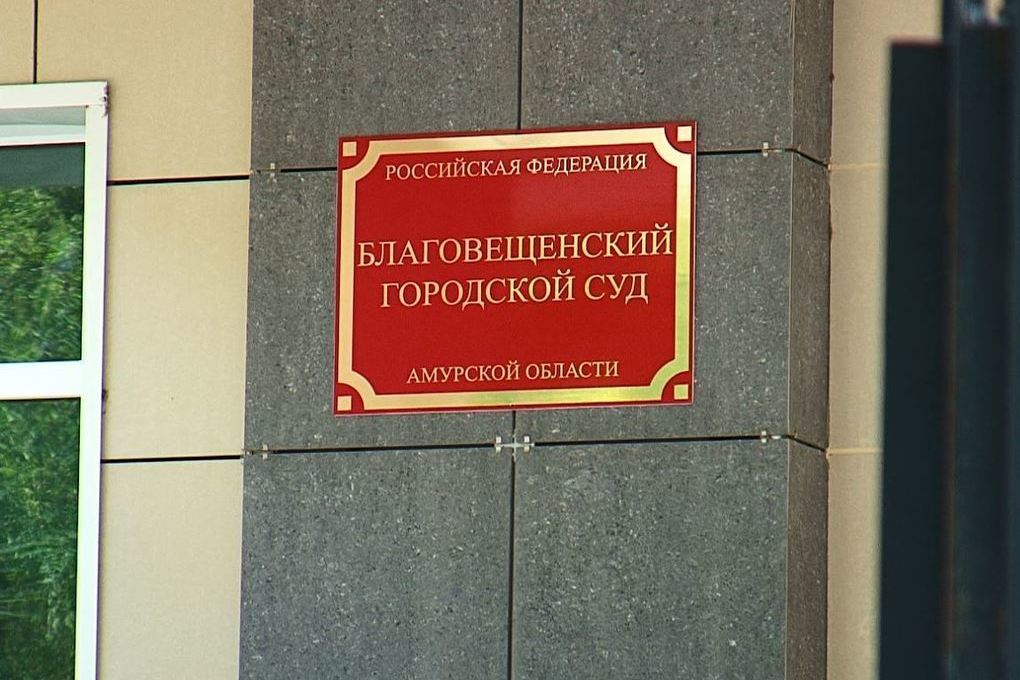 РОССИЙСКАЯ ФЕДЕРАЦИЯ
БЛАГОВЕЩЕНСКИЙ
ГОРОДСКОЙ СУД
АМУРСКОЙ ОБЛАСТИ